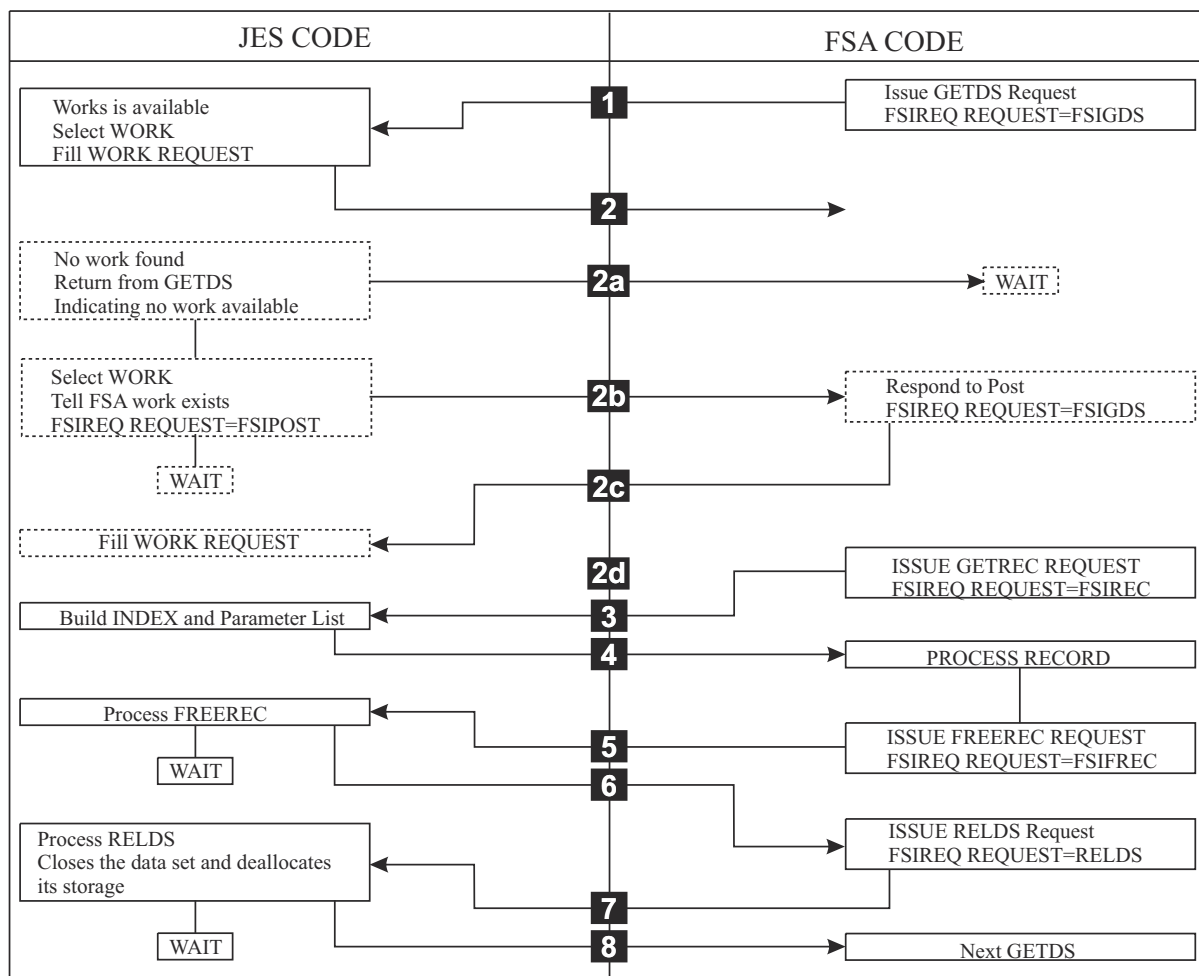 JES CODE
FSA CODE
Works is available
Select WORK
Fill WORK REQUEST
1
Issue GETDS Request
FSIREQ REQUEST=FSIGDS
2
No work found
Return from GETDS
Indicating no work available
2a
WAIT
Select WORK
Tell FSA work exists
FSIREQ REQUEST=FSIPOST
2b
Respond to Post
FSIREQ REQUEST=FSIGDS
WAIT
2c
Fill WORK REQUEST
2d
ISSUE GETREC REQUEST
FSIREQ REQUEST=FSIREC
Build INDEX and Parameter List
3
4
PROCESS RECORD
Process FREEREC
5
ISSUE FREEREC REQUEST
FSIREQ REQUEST=FSIFREC
WAIT
6
Process RELDS
Closes the data set and deallocates
its storage
ISSUE RELDS Request
FSIREQ REQUEST=RELDS
7
WAIT
8
Next GETDS